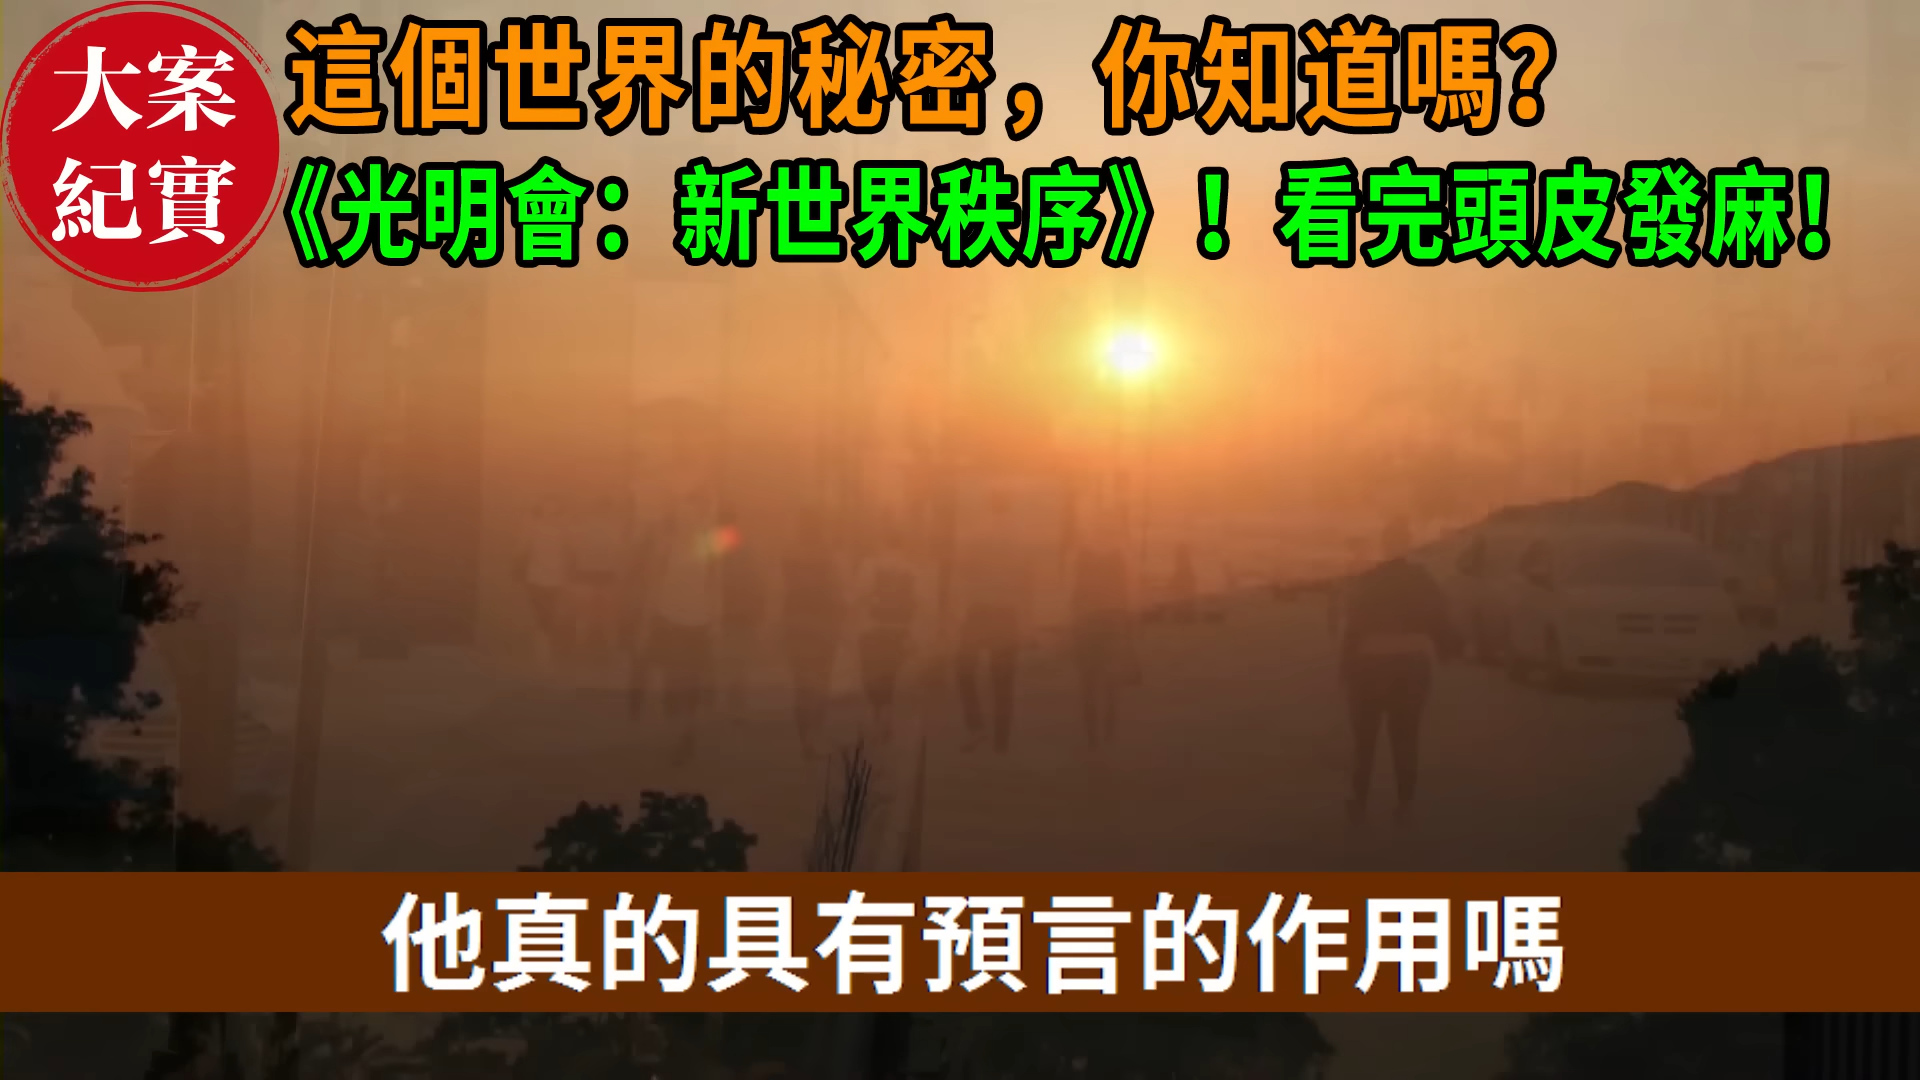 大案
紀實
這個世界的秘密，你知道嗎？
《光明會：新世界秩序》！看完頭皮發麻！
他真的具有預言的作用嗎